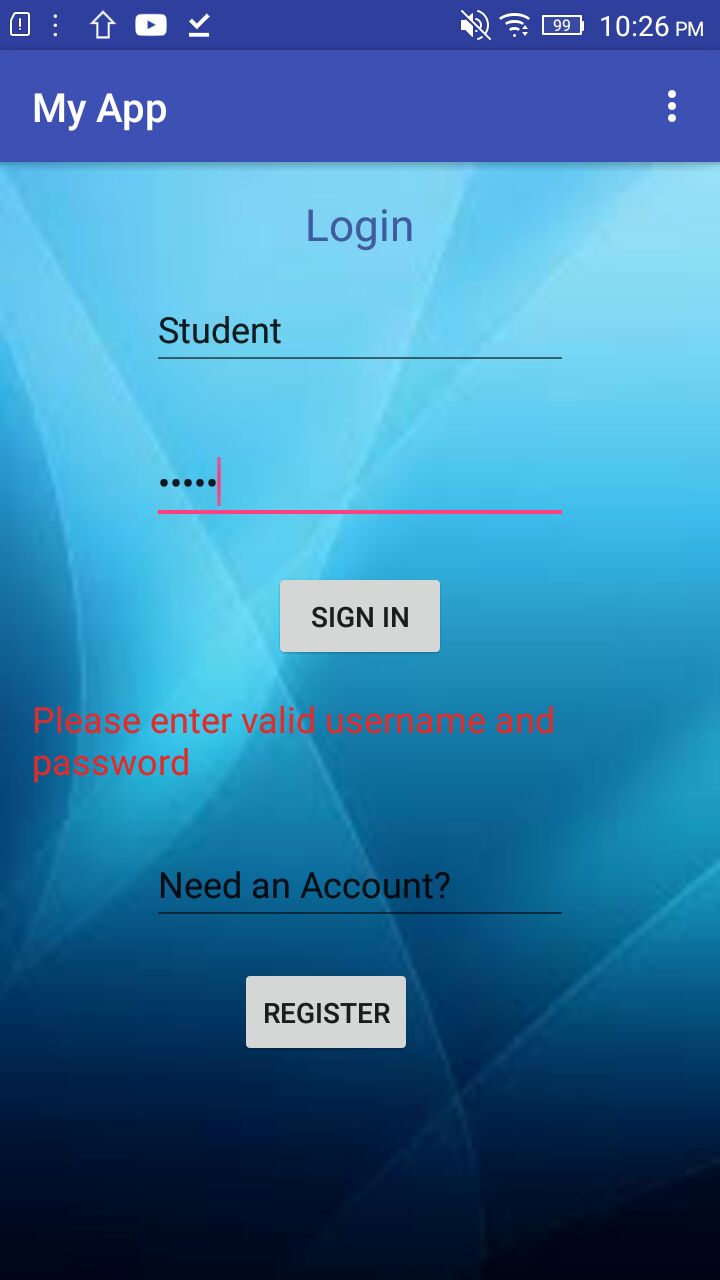 99 10:26 PM
My App
Login
Student
•••••
SIGN IN
Please enter valid username and
password
Need an Account?
REGISTER